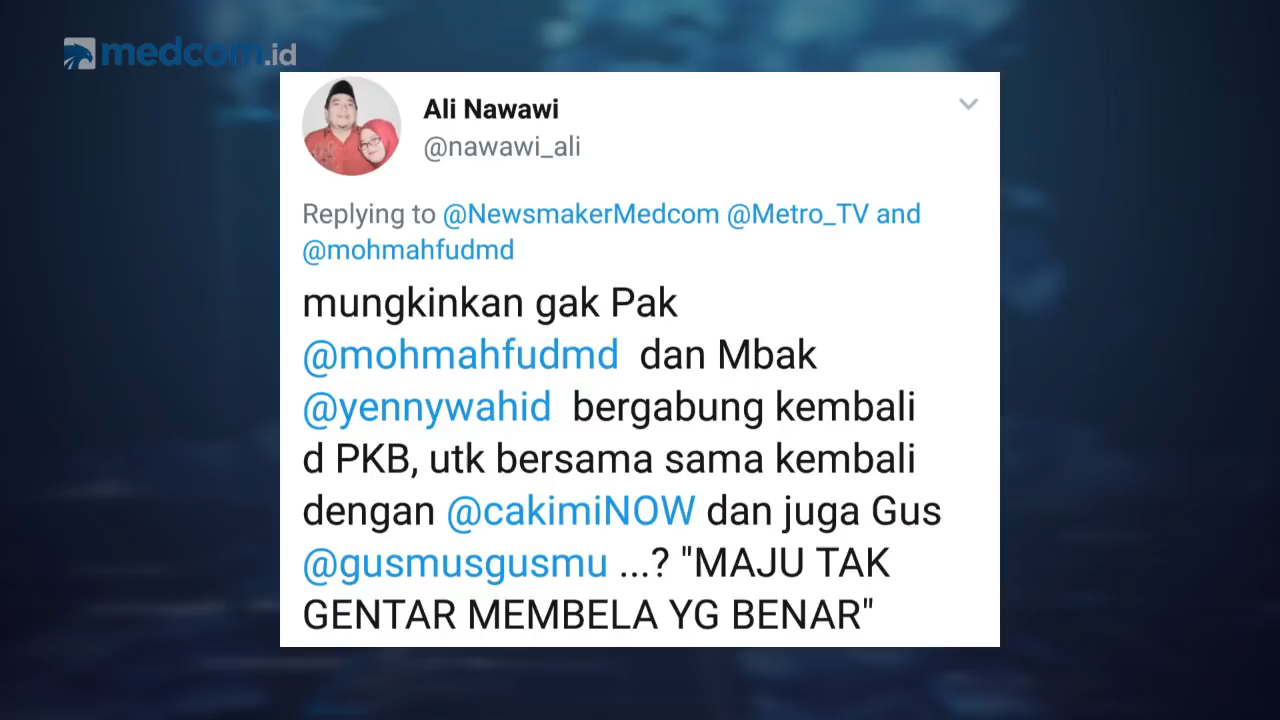 medcom.id
Ali Nawawi
@nawawi_ali
Replying to @NewsmakerMedcom @Metro_TV and
@mohmahfudmd
mungkinkan gak Pak
@mohmahfudmd dan Mbak
@yennywahid bergabung kembali
d PKB, utk bersama sama kembali
dengan @cakimiNOW dan juga Gus
@gusmusgusmu ...? "MAJU TAK
GENTAR MEMBELA YG BENAR"